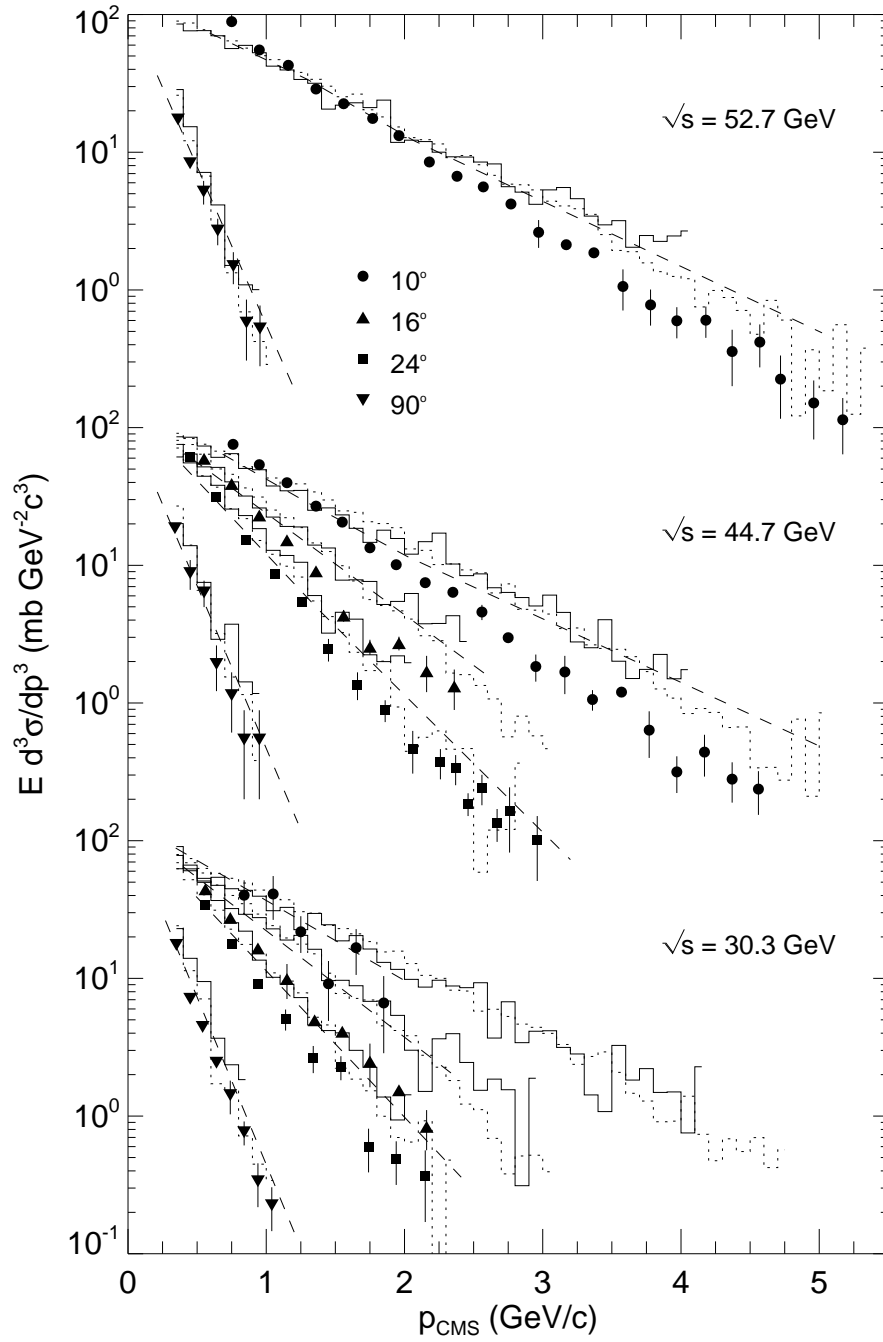 10²
√s = 52.7 GeV
10¹
10°
16°
24°
90°
10⁰
10²
√s = 44.7 GeV
10¹
10⁰
10²
√s = 30.3 GeV
10¹
10⁰
10⁻¹
E d³σ/dp³ (mb GeV⁻²c³)
0 1 2 3 4 5
p_CMS (GeV/c)